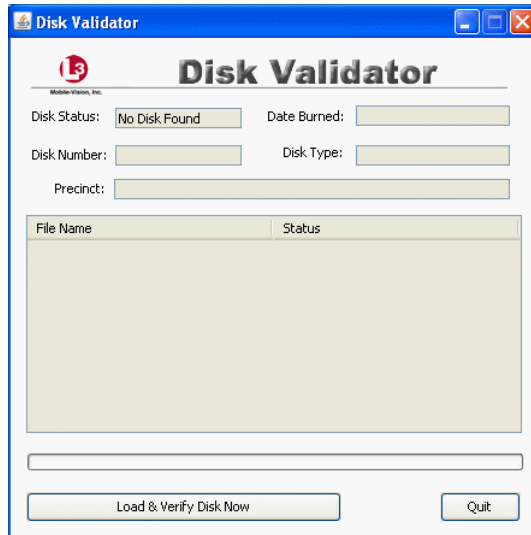 Disk Validator
L3
Mobile-Vision, Inc.
Disk Validator
Disk Status: No Disk Found Date Burned:
Disk Number: Disk Type:
Precinct:
File Name Status
Load & Verify Disk Now Quit